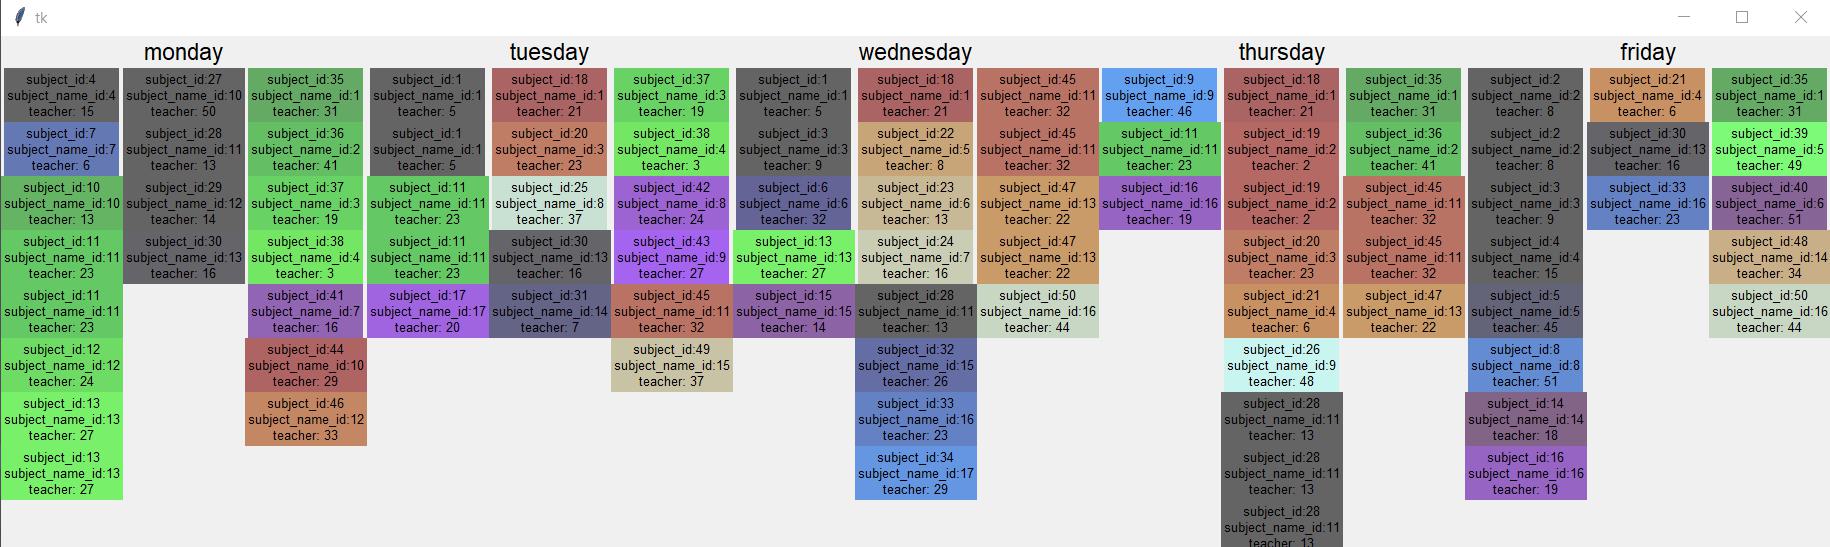 tk
monday tuesday wednesday thursday friday
subject_id:4 subject_id:27 subject_id:35 subject_id:1 subject_id:18 subject_id:37 subject_id:1 subject_id:18 subject_id:45 subject_id:9 subject_id:18 subject_id:35 subject_id:2 subject_id:21 subject_id:35
subject_name_id:4 subject_name_id:10 subject_name_id:1 subject_name_id:1 subject_name_id:1 subject_name_id:3 subject_name_id:1 subject_name_id:1 subject_name_id:11 subject_name_id:9 subject_name_id:1 subject_name_id:1 subject_name_id:2 subject_name_id:4 subject_name_id:1
teacher: 15 teacher: 50 teacher: 31 teacher: 5 teacher: 21 teacher: 19 teacher: 5 teacher: 21 teacher: 32 teacher: 46 teacher: 21 teacher: 31 teacher: 8 teacher: 6 teacher: 31
subject_id:7 subject_id:28 subject_id:36 subject_id:1 subject_id:20 subject_id:38 subject_id:3 subject_id:22 subject_id:45 subject_id:11 subject_id:19 subject_id:36 subject_id:2 subject_id:30 subject_id:39
subject_name_id:7 subject_name_id:11 subject_name_id:2 subject_name_id:1 subject_name_id:3 subject_name_id:4 subject_name_id:3 subject_name_id:5 subject_name_id:11 subject_name_id:11 subject_name_id:2 subject_name_id:2 subject_name_id:2 subject_name_id:13 subject_name_id:5
teacher: 6 teacher: 13 teacher: 41 teacher: 5 teacher: 23 teacher: 3 teacher: 9 teacher: 8 teacher: 32 teacher: 23 teacher: 2 teacher: 41 teacher: 8 teacher: 16 teacher: 49
subject_id:10 subject_id:29 subject_id:37 subject_id:11 subject_id:25 subject_id:42 subject_id:6 subject_id:23 subject_id:47 subject_id:16 subject_id:19 subject_id:45 subject_id:3 subject_id:33 subject_id:40
subject_name_id:10 subject_name_id:12 subject_name_id:3 subject_name_id:11 subject_name_id:8 subject_name_id:8 subject_name_id:6 subject_name_id:6 subject_name_id:13 subject_name_id:16 subject_name_id:2 subject_name_id:11 subject_name_id:3 subject_name_id:16 subject_name_id:6
teacher: 13 teacher: 14 teacher: 19 teacher: 23 teacher: 37 teacher: 24 teacher: 32 teacher: 13 teacher: 22 teacher: 19 teacher: 2 teacher: 32 teacher: 9 teacher: 23 teacher: 51
subject_id:11 subject_id:30 subject_id:38 subject_id:11 subject_id:30 subject_id:43 subject_id:13 subject_id:24 subject_id:47 subject_id:20 subject_id:45 subject_id:4 subject_id:48
subject_name_id:11 subject_name_id:13 subject_name_id:4 subject_name_id:11 subject_name_id:13 subject_name_id:9 subject_name_id:13 subject_name_id:7 subject_name_id:13 subject_name_id:3 subject_name_id:11 subject_name_id:4 subject_name_id:14
teacher: 23 teacher: 16 teacher: 3 teacher: 23 teacher: 16 teacher: 27 teacher: 27 teacher: 16 teacher: 22 teacher: 23 teacher: 32 teacher: 15 teacher: 34
subject_id:11 subject_id:41 subject_id:17 subject_id:31 subject_id:45 subject_id:15 subject_id:28 subject_id:50 subject_id:21 subject_id:47 subject_id:5 subject_id:50
subject_name_id:11 subject_name_id:7 subject_name_id:17 subject_name_id:14 subject_name_id:11 subject_name_id:15 subject_name_id:11 subject_name_id:16 subject_name_id:4 subject_name_id:13 subject_name_id:5 subject_name_id:16
teacher: 23 teacher: 16 teacher: 20 teacher: 7 teacher: 32 teacher: 14 teacher: 13 teacher: 44 teacher: 6 teacher: 22 teacher: 45 teacher: 44
subject_id:12 subject_id:44 subject_id:49 subject_id:32 subject_id:26 subject_id:8
subject_name_id:12 subject_name_id:10 subject_name_id:15 subject_name_id:15 subject_name_id:9 subject_name_id:8
teacher: 24 teacher: 29 teacher: 37 teacher: 26 teacher: 48 teacher: 51
subject_id:13 subject_id:46 subject_id:33 subject_id:28 subject_id:14
subject_name_id:13 subject_name_id:12 subject_name_id:16 subject_name_id:11 subject_name_id:14
teacher: 27 teacher: 33 teacher: 23 teacher: 13 teacher: 18
subject_id:13 subject_id:34 subject_id:28 subject_id:16
subject_name_id:13 subject_name_id:17 subject_name_id:11 subject_name_id:16
teacher: 27 teacher: 29 teacher: 13 teacher: 19
subject_id:28
subject_name_id:11
teacher: 13